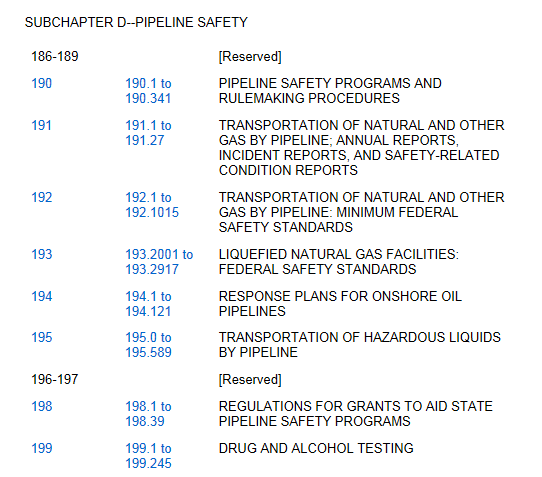 SUBCHAPTER D--PIPELINE SAFETY
186-189 [Reserved]
190 190.1 to PIPELINE SAFETY PROGRAMS AND
190.341 RULEMAKING PROCEDURES
191 191.1 to TRANSPORTATION OF NATURAL AND OTHER
191.27 GAS BY PIPELINE; ANNUAL REPORTS,
INCIDENT REPORTS, AND SAFETY-RELATED
CONDITION REPORTS
192 192.1 to TRANSPORTATION OF NATURAL AND OTHER
192.1015 GAS BY PIPELINE: MINIMUM FEDERAL
SAFETY STANDARDS
193 193.2001 to LIQUEFIED NATURAL GAS FACILITIES:
193.2917 FEDERAL SAFETY STANDARDS
194 194.1 to RESPONSE PLANS FOR ONSHORE OIL
194.121 PIPELINES
195 195.0 to TRANSPORTATION OF HAZARDOUS LIQUIDS
195.589 BY PIPELINE
196-197 [Reserved]
198 198.1 to REGULATIONS FOR GRANTS TO AID STATE
198.39 PIPELINE SAFETY PROGRAMS
199 199.1 to DRUG AND ALCOHOL TESTING
199.245